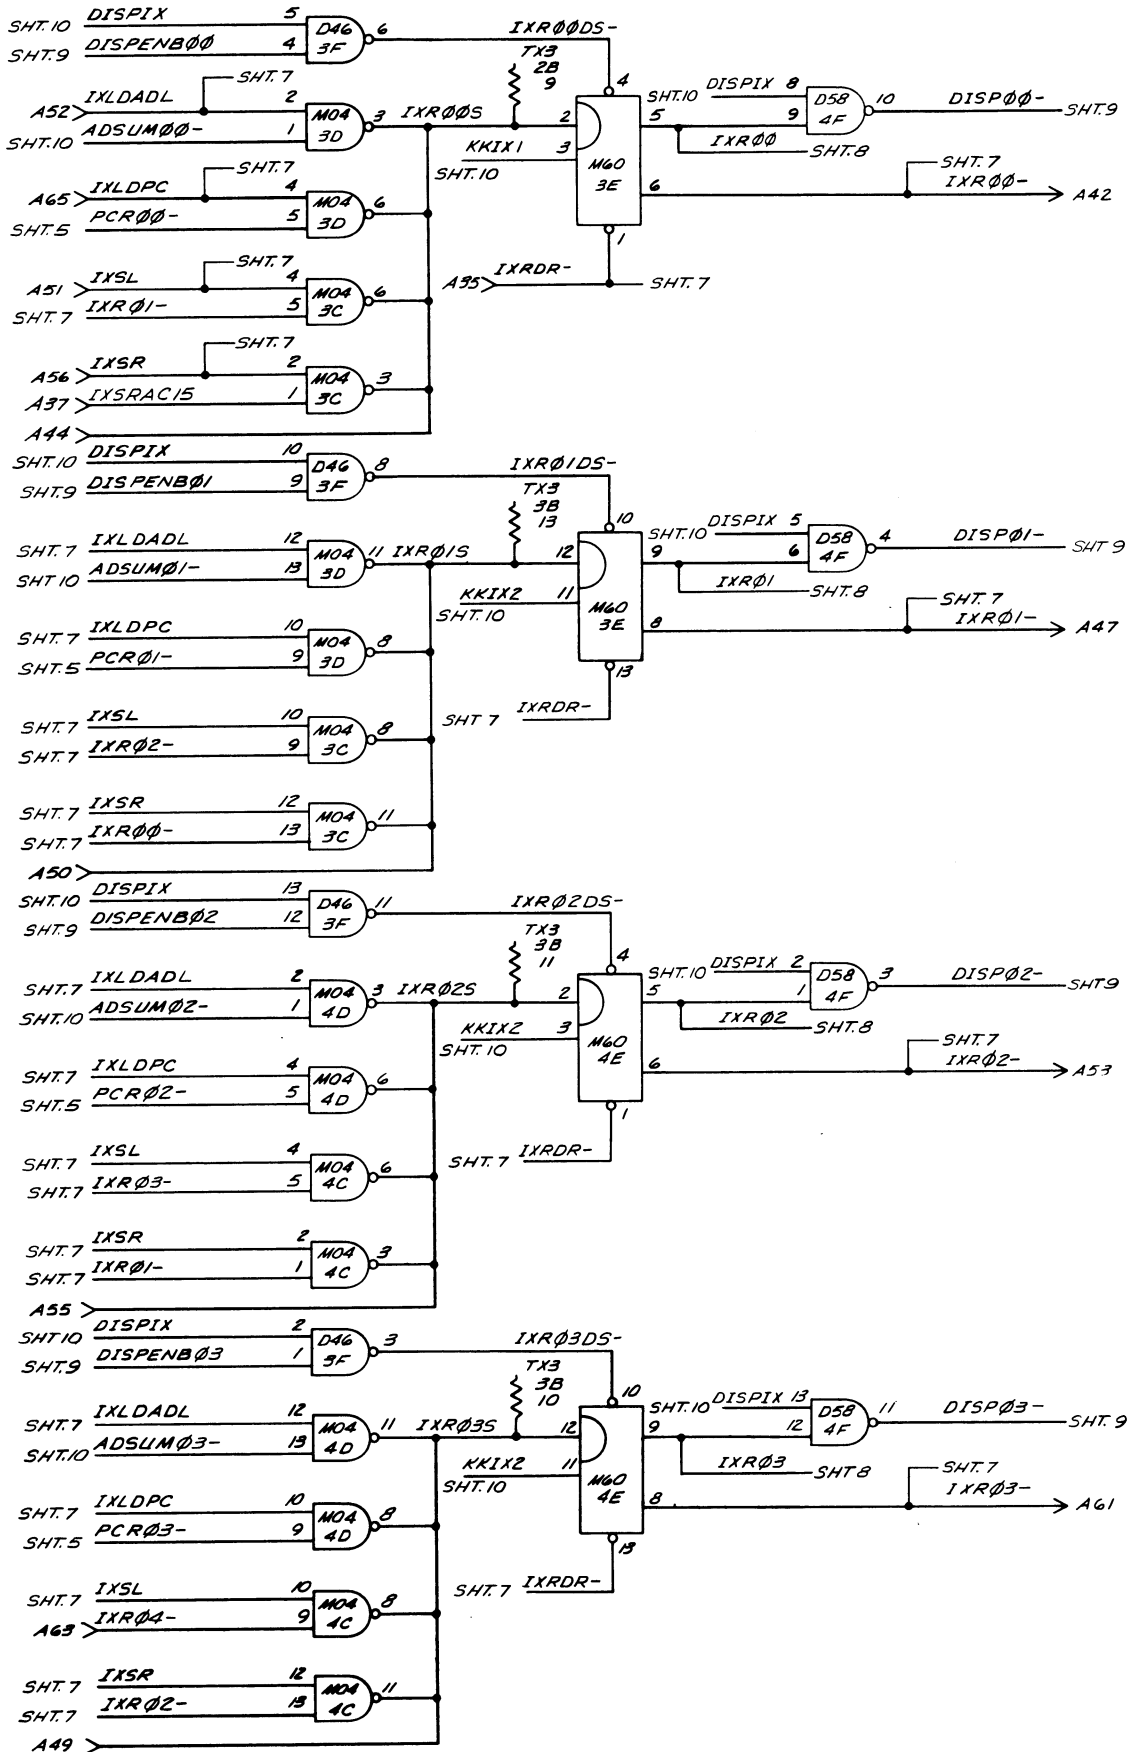 SHT.10 DISPIX 5 D46 3F 6 IXRØØDS-
SHT.9 DISPENBØØ 4
TX3 2B 9
SHT.7
A52 IXLDADL 2 M04 3D 3 IXRØØS
SHT.10 ADSUMØØ- 1
4 2 M60 3E 5 3 6 1
KKIX1
SHT.10
SHT.10 DISPIX 8 D58 4F 10 DISPØØ- SHT.9
9
IXRØØ SHT.8
SHT.7
IXRØØ- A42
SHT.7
A65 IXLDPC 4 M04 3D 6
SHT.5 PCRØØ- 5
A35 IXRDR- SHT.7
SHT.7
A51 IXSL 4 M04 3C 6
SHT.7 IXRØ1- 5
SHT.7
A56 IXSR 2 M04 3C 3
A37 IXSRAC15 1
A44
SHT.10 DISPIX 10 D46 3F 8 IXRØ1DS-
SHT.9 DISPENBØ1 9
TX3 3B 13
SHT.7 IXLDADL 12 M04 3D 11 IXRØ1S
SHT 10 ADSUMØ1- 13
10 12 M60 3E 9 11 8 13
KKIX2
SHT.10
SHT.10 DISPIX 5 D58 4F 4 DISPØ1- SHT 9
6
IXRØ1 SHT.8
SHT.7
IXRØ1- A47
SHT.7 IXLDPC 10 M04 3D 8
SHT.5 PCRØ1- 9
SHT 7 IXRDR-
SHT.7 IXSL 10 M04 3C 8
SHT.7 IXRØ2- 9
SHT.7 IXSR 12 M04 3C 11
SHT.7 IXRØØ- 13
A50
SHT.10 DISPIX 13 D46 3F 11 IXRØ2DS-
SHT.9 DISPENBØ2 12
TX3 3B 11
SHT.7 IXLDADL 2 M04 4D 3 IXRØ2S
SHT.10 ADSUMØ2- 1
4 2 M60 4E 5 3 6 1
KKIX2
SHT.10
SHT.10 DISPIX 2 D58 4F 3 DISPØ2- SHT9
1
IXRØ2 SHT.8
SHT.7
IXRØ2- A53
SHT.7 IXLDPC 4 M04 4D 6
SHT.5 PCRØ2- 5
SHT.7 IXRDR-
SHT.7 IXSL 4 M04 4C 6
SHT.7 IXRØ3- 5
SHT.7 IXSR 2 M04 4C 3
SHT.7 IXRØ1- 1
A55
SHT 10 DISPIX 2 D46 5F 3 IXRØ3DS-
SHT.9 DISPENBØ3 1
TX3 3B 10
SHT.7 IXLDADL 12 M04 4D 11 IXRØ3S
SHT.10 ADSUMØ3- 13
10 12 M60 4E 9 11 8 13
KKIX2
SHT.10
SHT.10 DISPIX 13 D58 4F 11 DISPØ3- SHT.9
12
IXRØ3 SHT 8
SHT.7
IXRØ3- A61
SHT.7 IXLDPC 10 M04 4D 8
SHT.5 PCRØ3- 9
SHT.7 IXRDR-
SHT.7 IXSL 10 M04 4C 8
A63 IXRØ4- 9
SHT.7 IXSR 12 M04 4C 11
SHT.7 IXRØ2- 13
A49